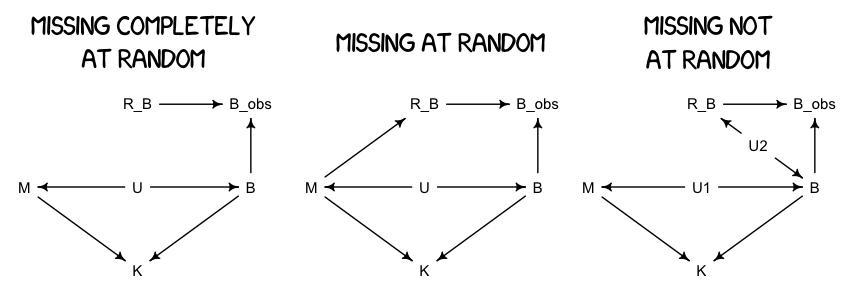 MISSING COMPLETELY
AT RANDOM
R_B B_obs
M U B
K
MISSING AT RANDOM
R_B B_obs
M U B
K
MISSING NOT
AT RANDOM
R_B B_obs
U2
M U1 B
K